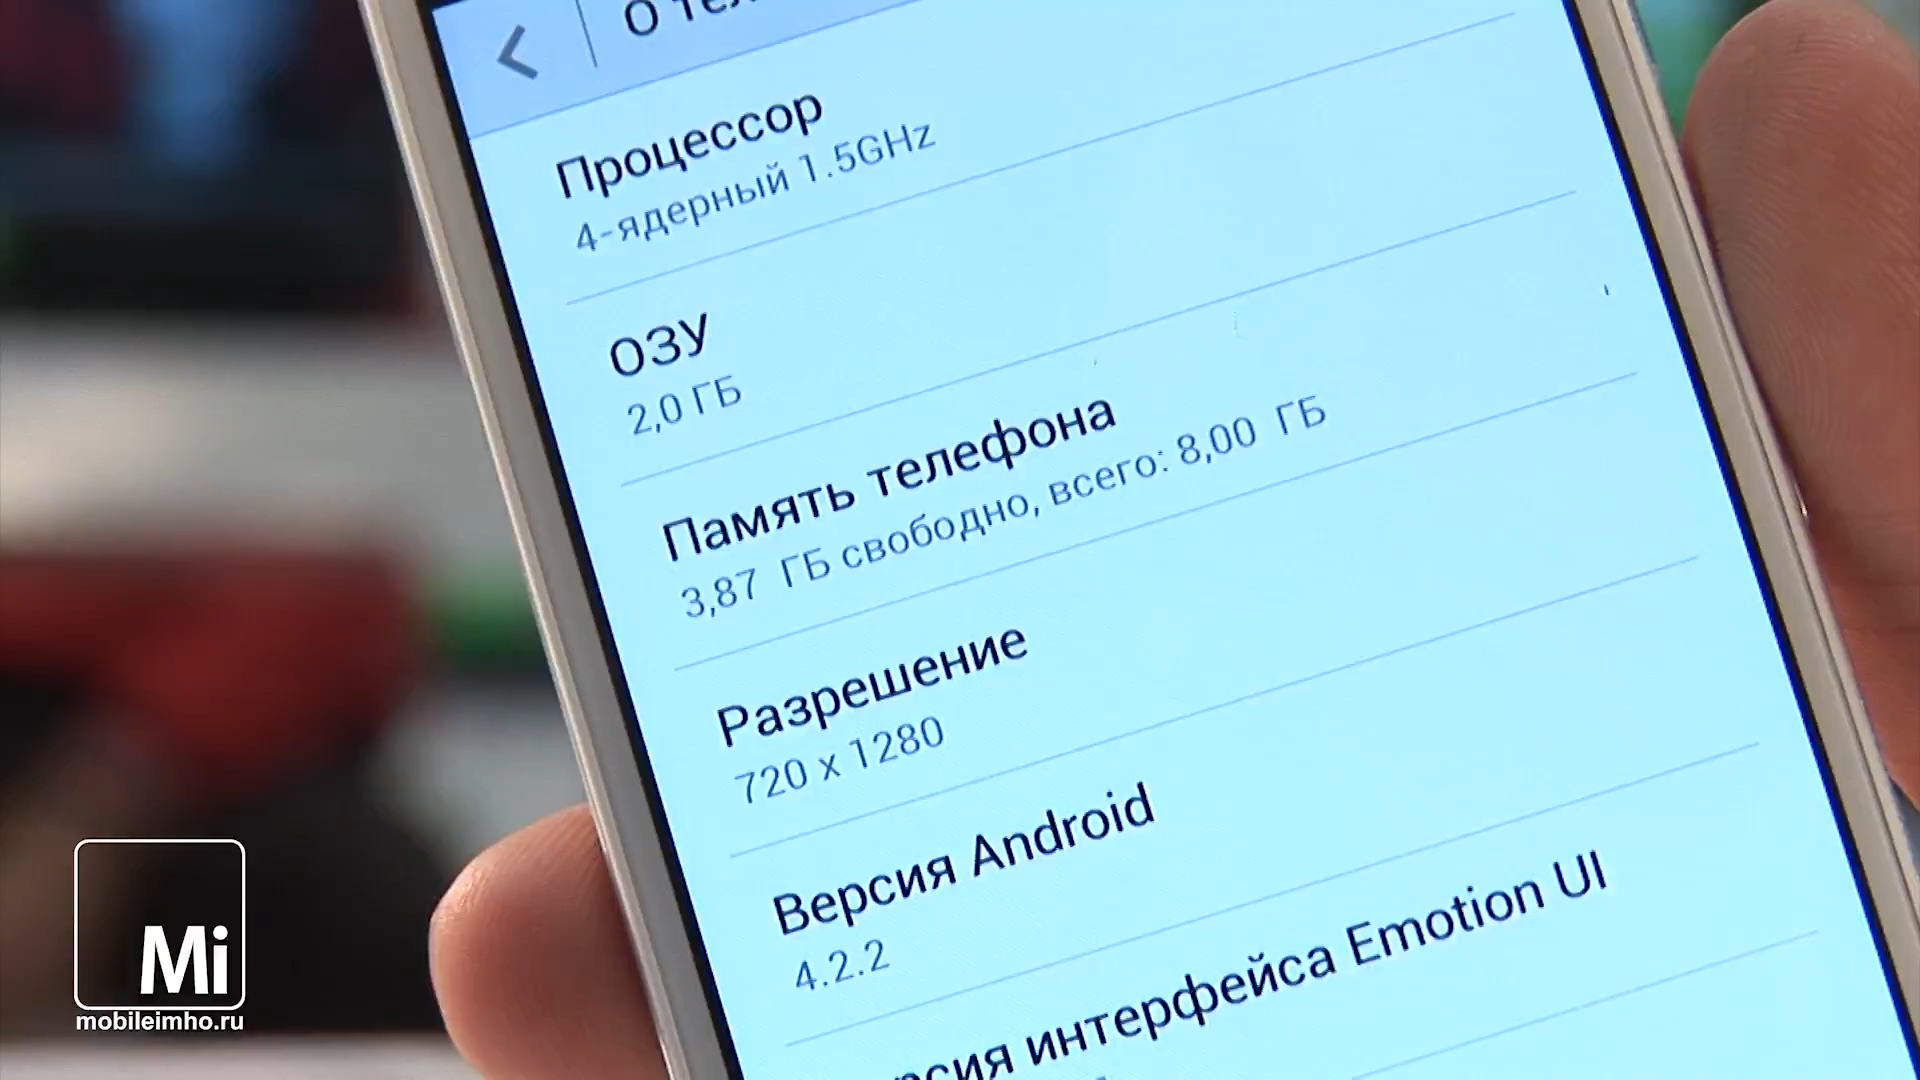 О
Процессор
4-ядерный 1.5GHz
ОЗУ
2,0 ГБ
Память телефона
3,87 ГБ свободно, всего: 8,00 ГБ
Разрешение
720 x 1280
Версия Android
4.2.2
интерфейса Emotion UI
Mi
mobileimho.ru